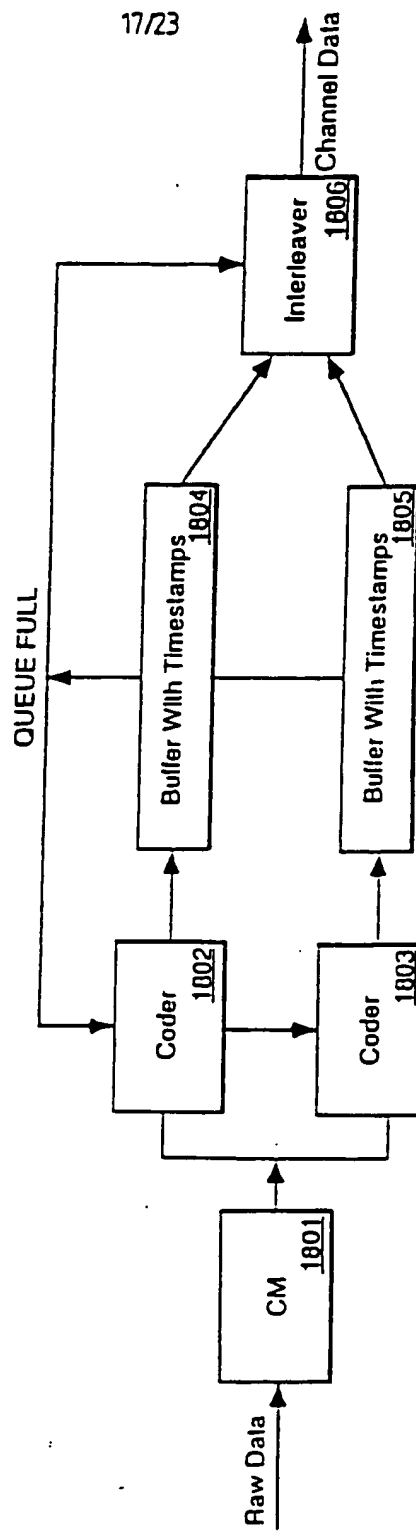 17/23
QUEUE FULL
Raw Data
CM
1801
Coder
1802
Coder
1803
Buffer With Timestamps
1804
Buffer With Timestamps
1805
Interleaver
1806
Channel Data